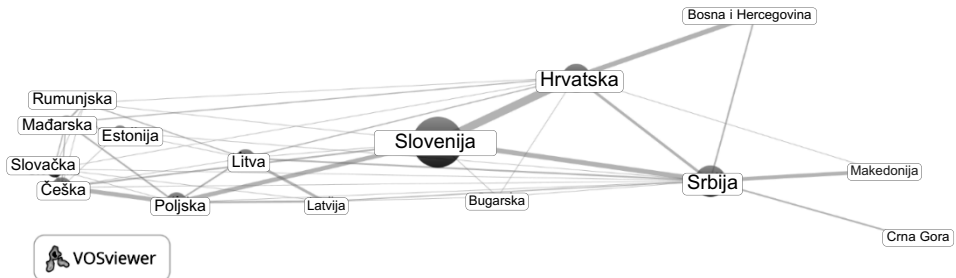 Bosna i Hercegovina
Hrvatska
Rumunjska
Mađarska
Estonija
Slovenija
Slovačka
Litva
Makedonija
Češka
Srbija
Poljska
Latvija
Bugarska
Crna Gora
VOSviewer